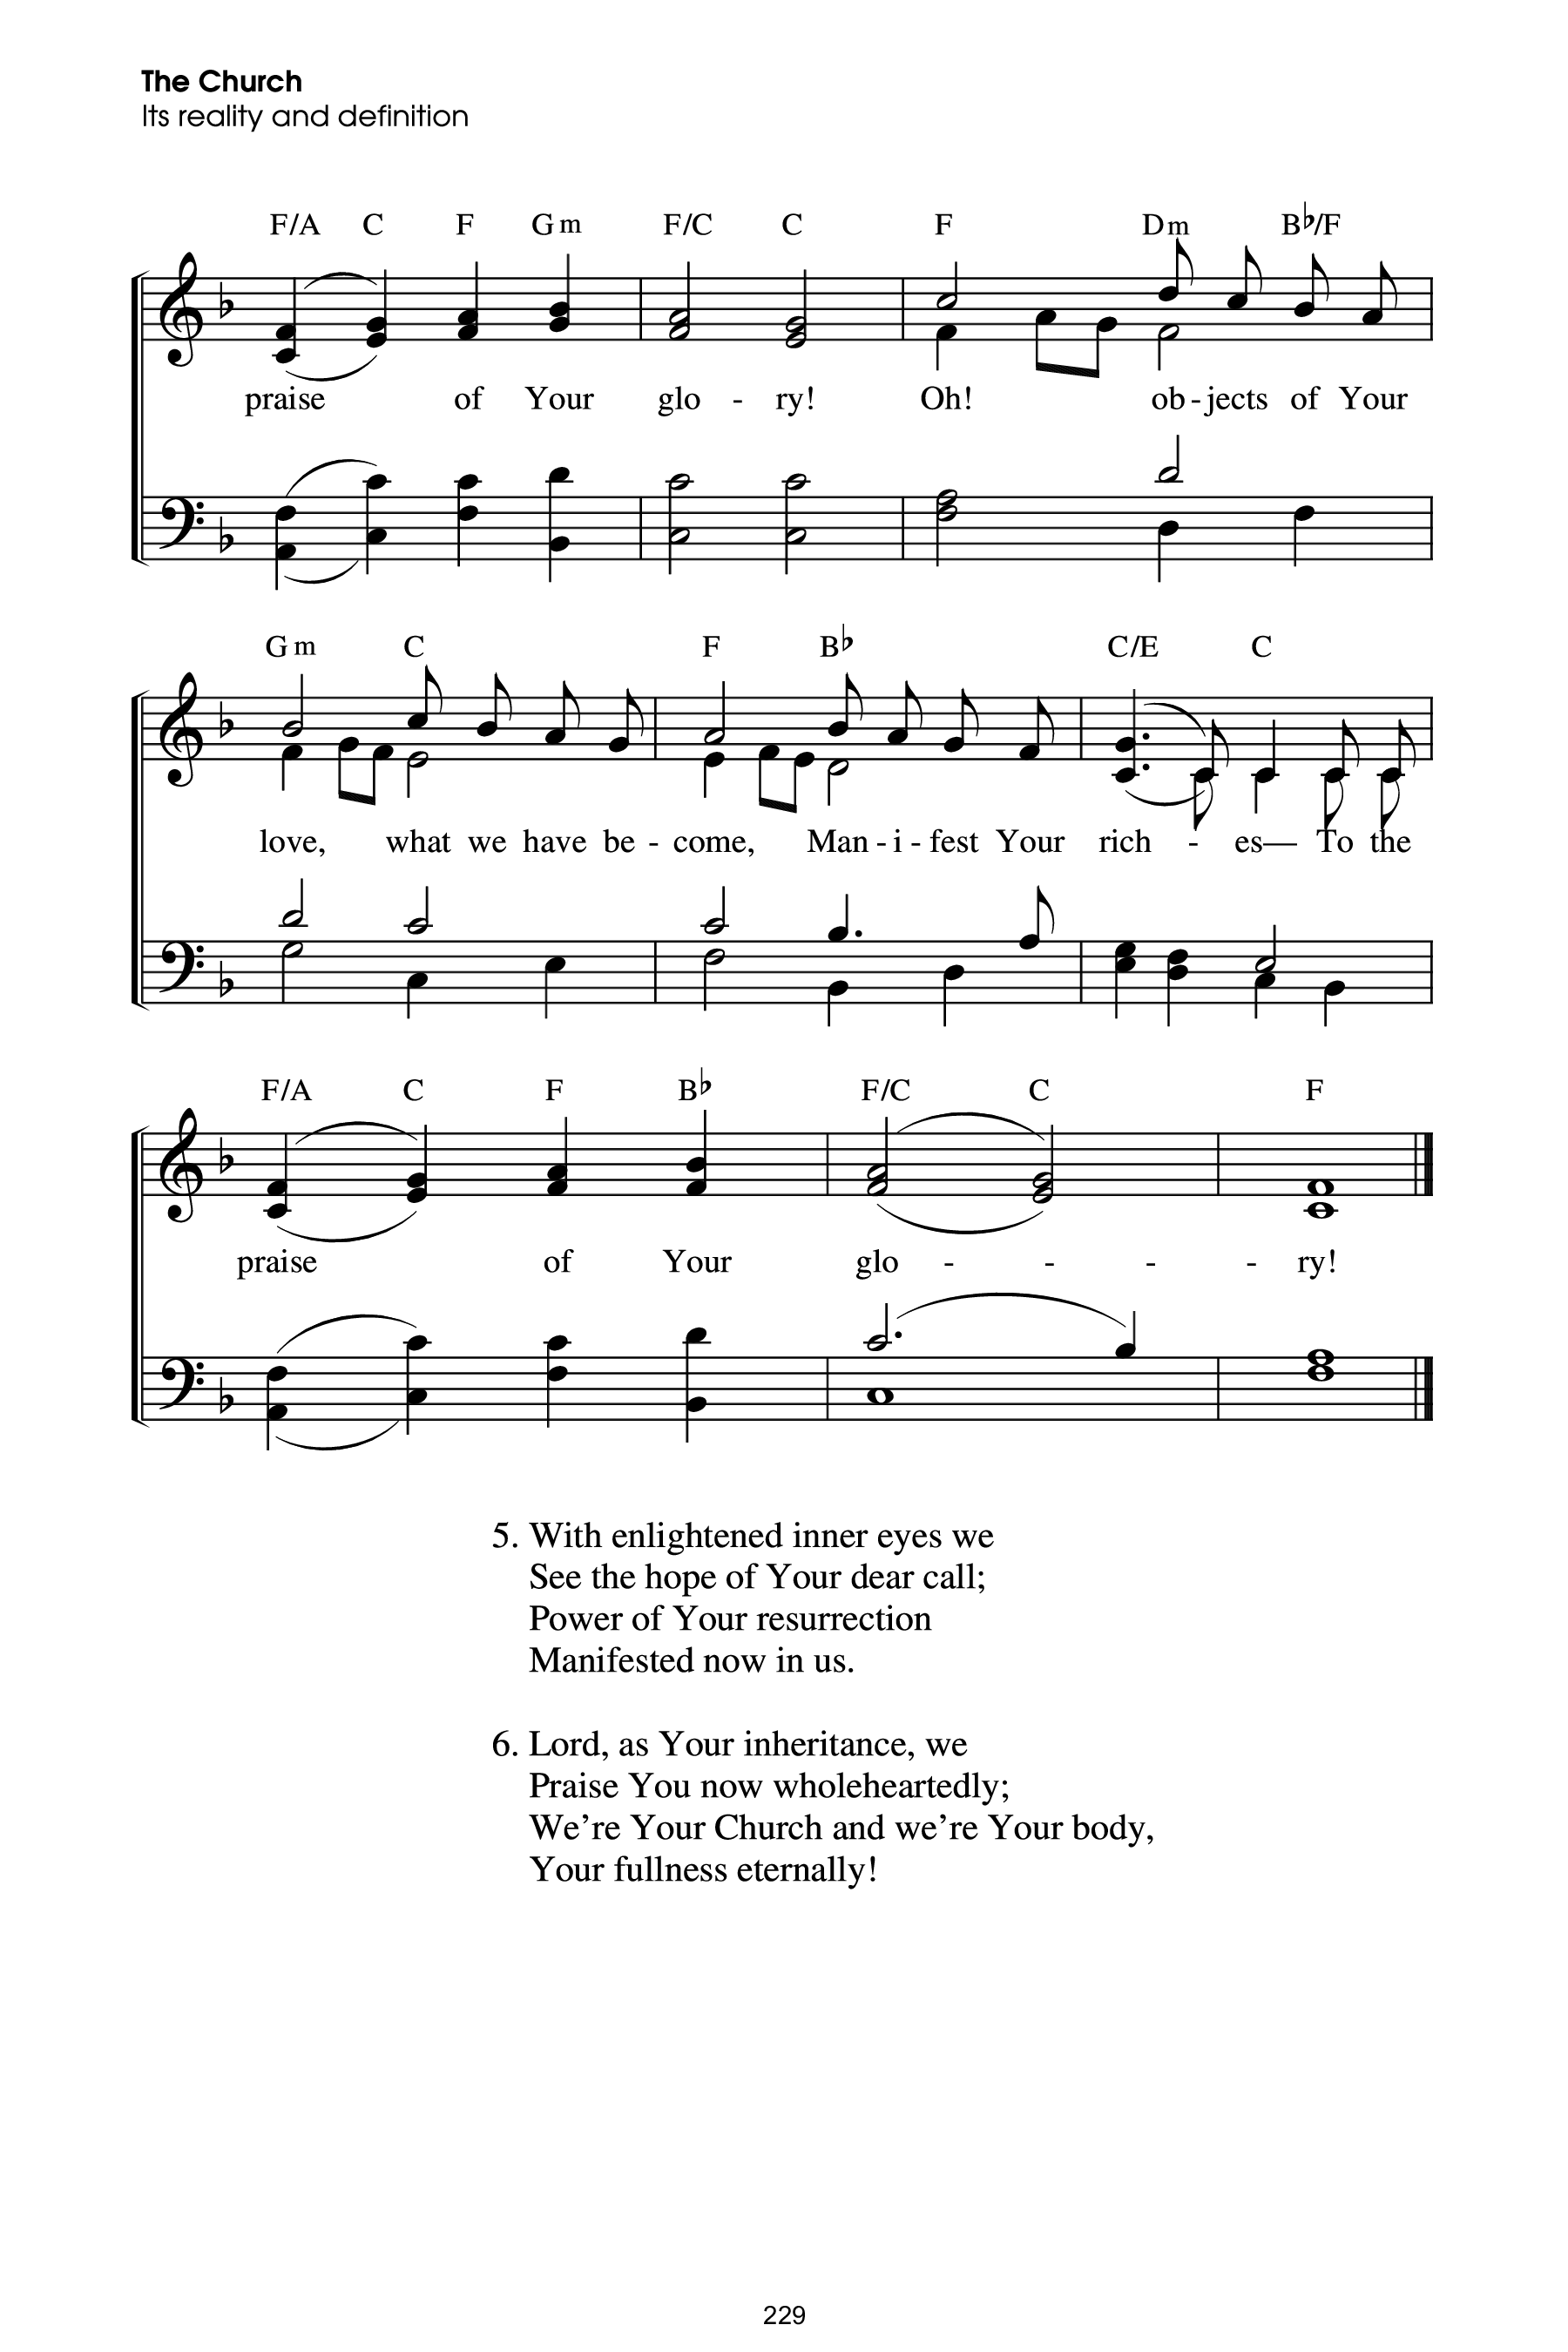 The Church
Its reality and definition
F/A C F Gm F/C C F Dm B♭/F
praise of Your glo - ry! Oh! ob - jects of Your
Gm C F B♭ C/E C
love, what we have be - come, Man - i - fest Your rich - es— To the
F/A C F B♭ F/C C F
praise of Your glo - - - - ry!
5. With enlightened inner eyes we
See the hope of Your dear call;
Power of Your resurrection
Manifested now in us.
6. Lord, as Your inheritance, we
Praise You now wholeheartedly;
We’re Your Church and we’re Your body,
Your fullness eternally!
229